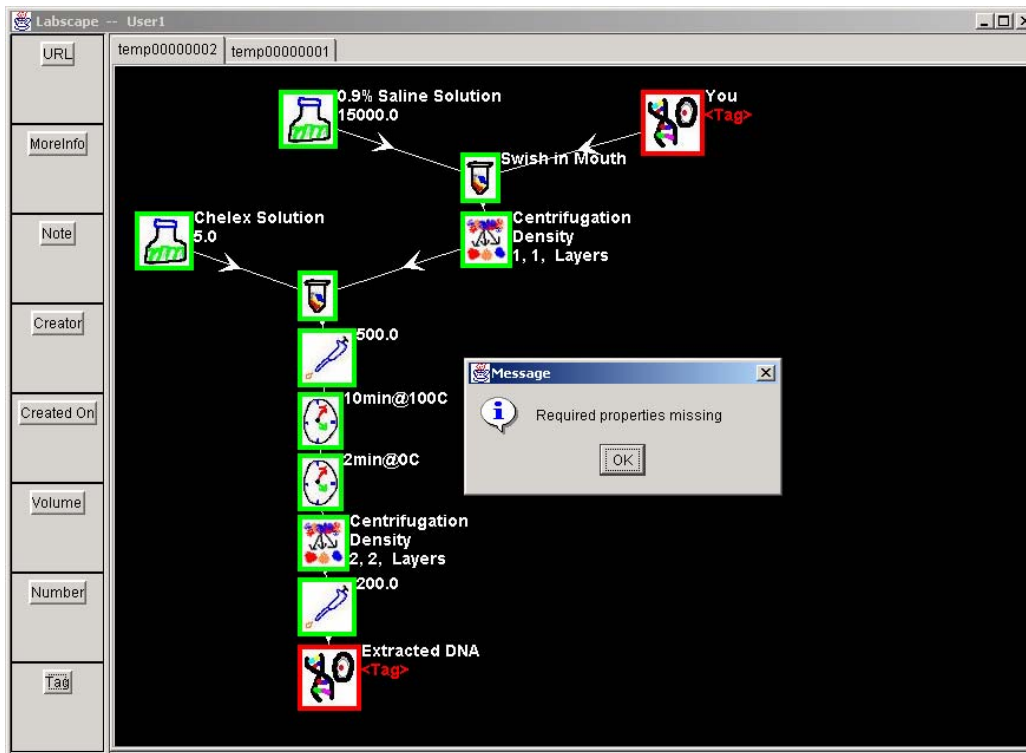 Labscape -- User1
URL
MoreInfo
Note
Creator
Created On
Volume
Number
Tag
temp00000002 temp00000001
0.9% Saline Solution
15000.0
You
<Tag>
Swish in Mouth
Chelex Solution
5.0
Centrifugation
Density
1, 1, Layers
500.0
10min@100C
2min@0C
Centrifugation
Density
2, 2, Layers
200.0
Extracted DNA
<Tag>
Message
Required properties missing
OK